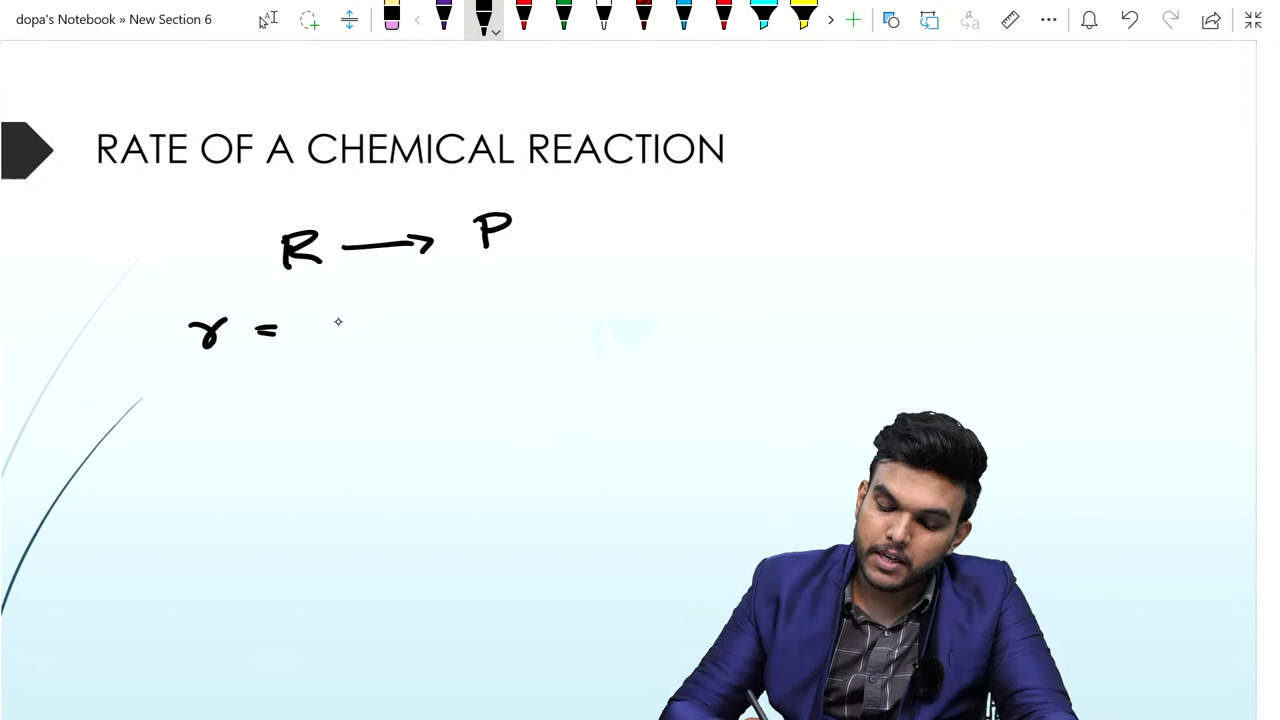 dopa's Notebook » New Section 6
RATE OF A CHEMICAL REACTION
R ⟶ P
r =